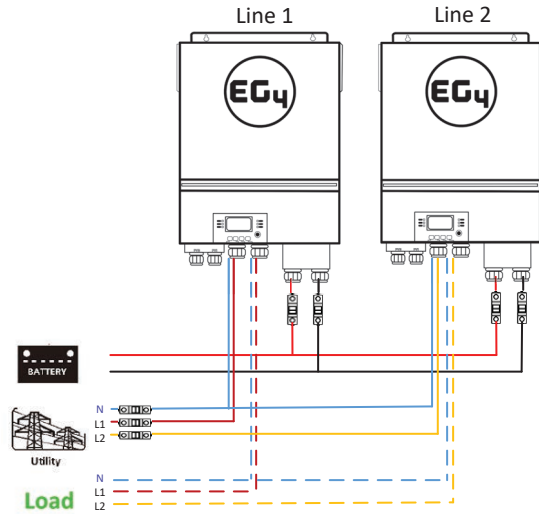 Line 1
Line 2
EG4
EG4
BATTERY
N
L1
L2
Utility
N
L1
L2
Load